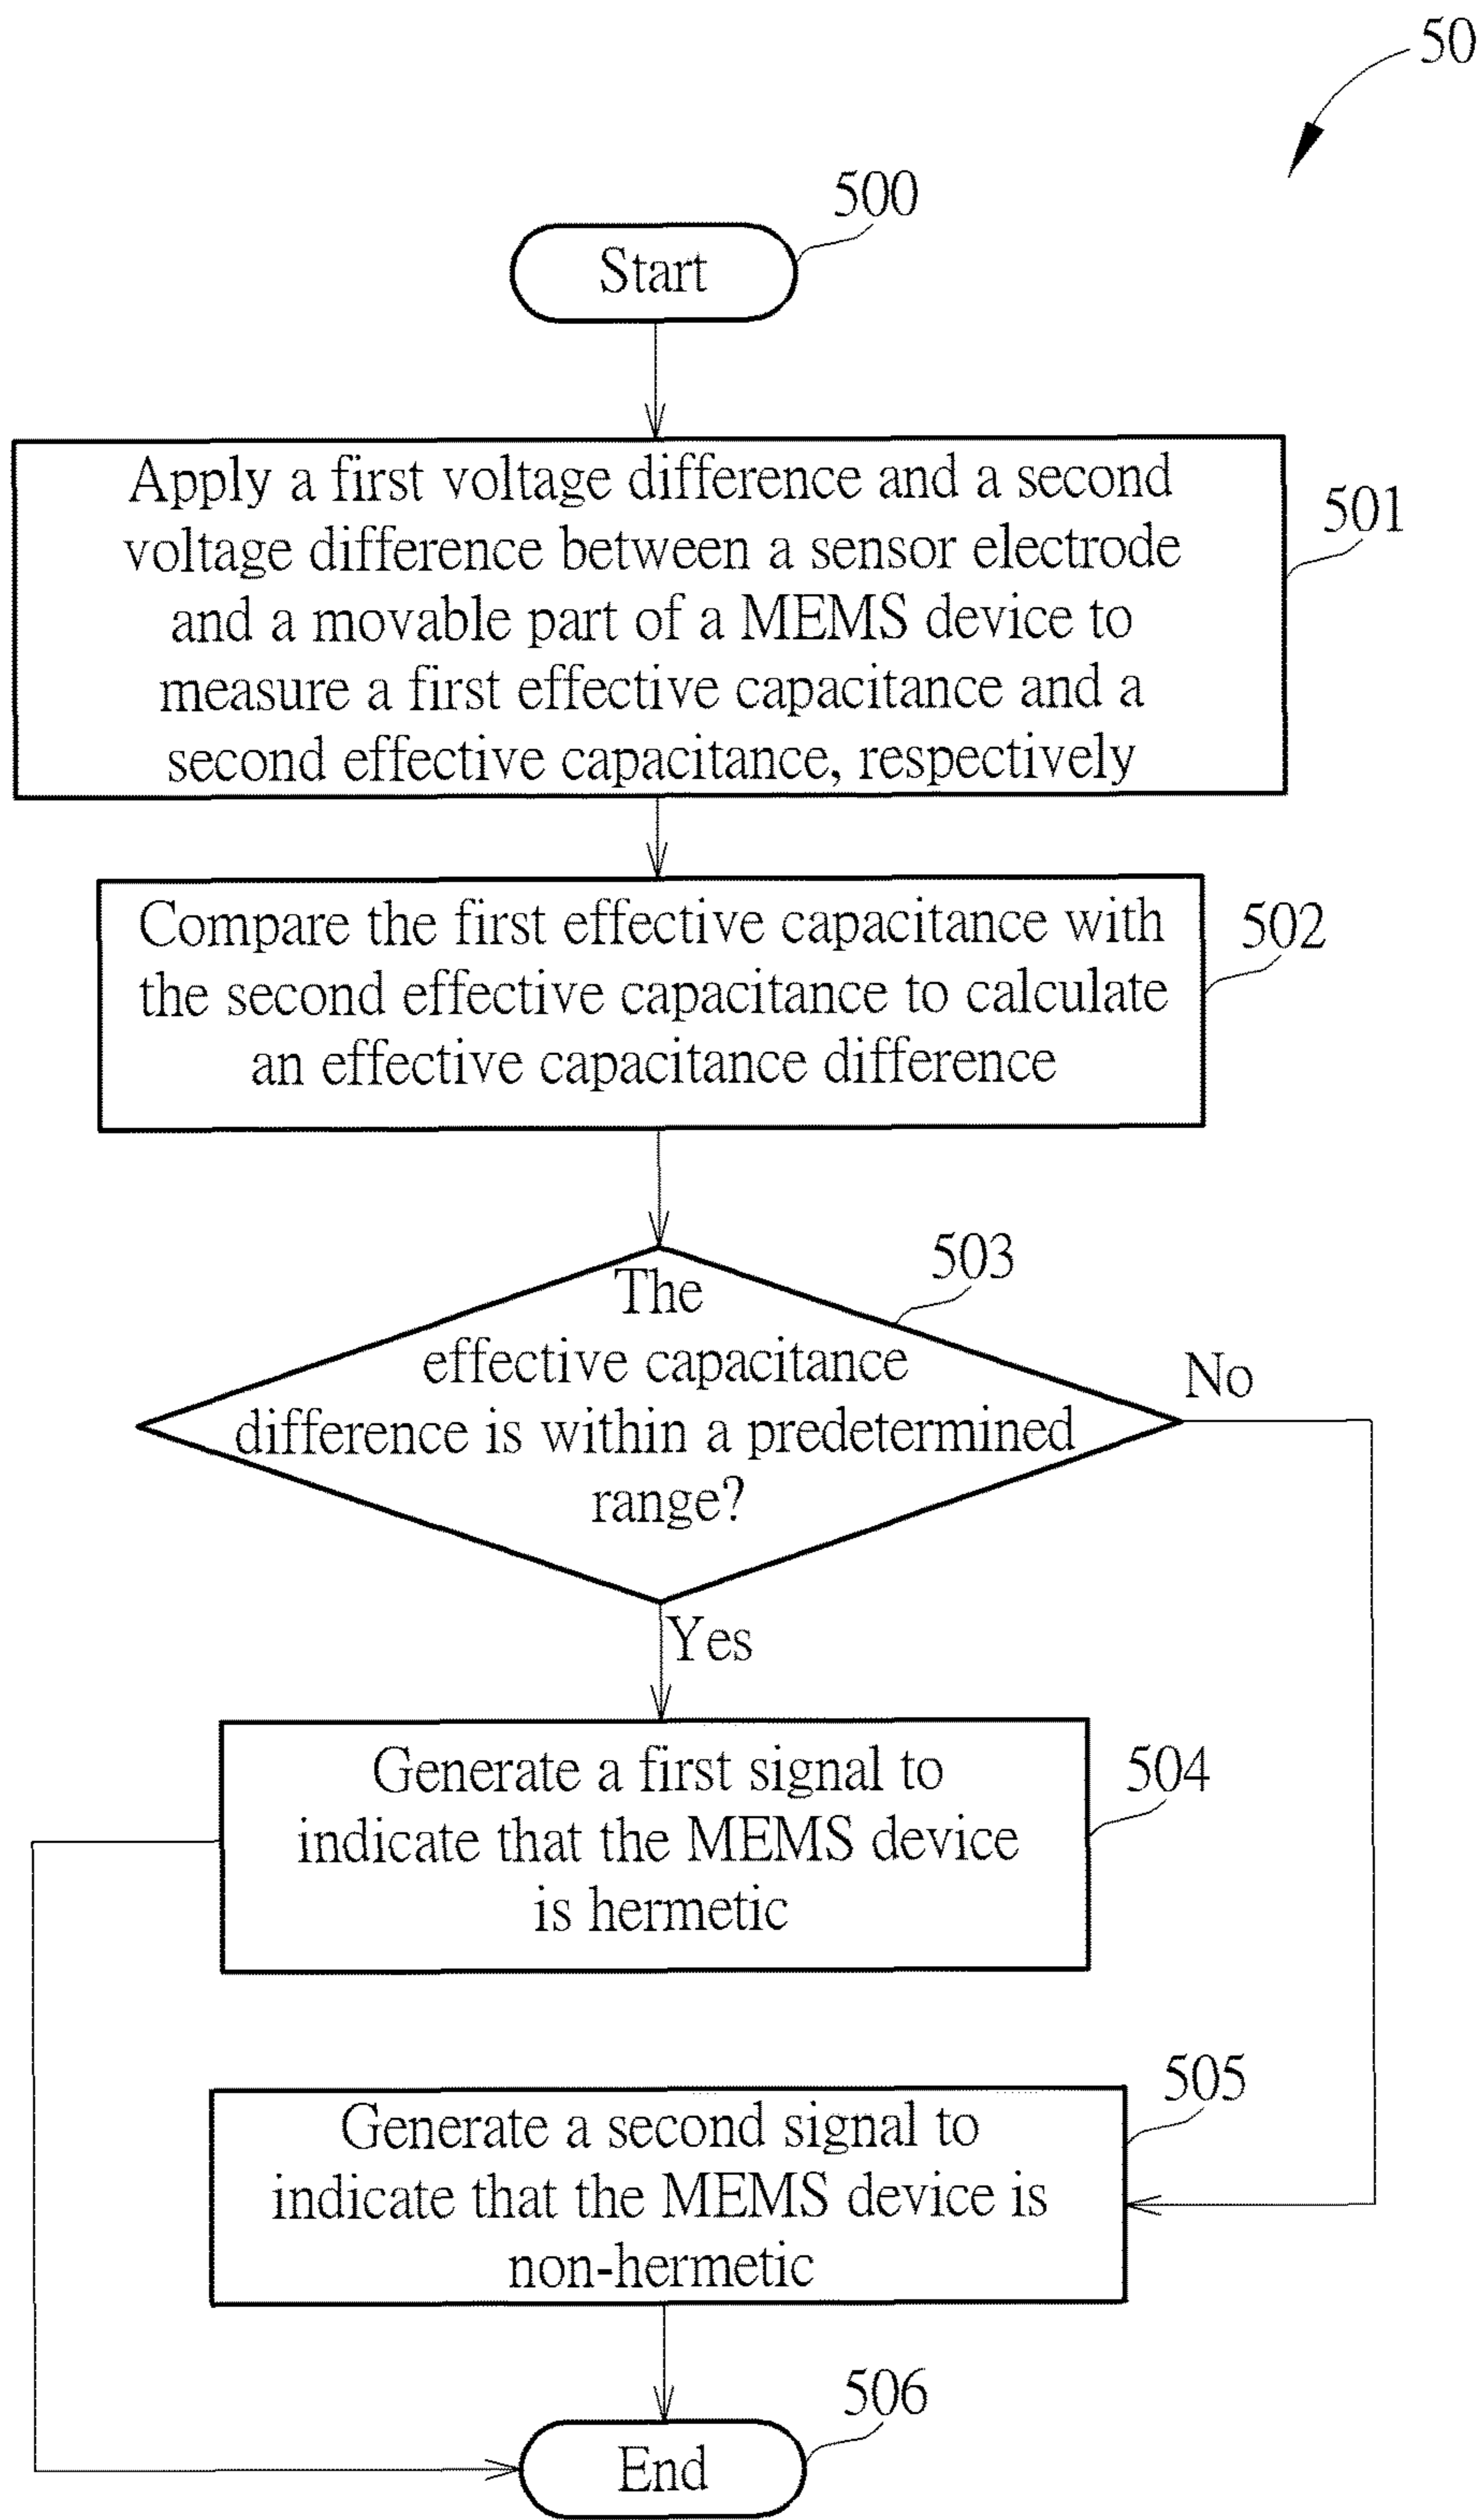 50
500
Start
Apply a first voltage difference and a second
voltage difference between a sensor electrode
and a movable part of a MEMS device to
measure a first effective capacitance and a
second effective capacitance, respectively
501
Compare the first effective capacitance with
the second effective capacitance to calculate
an effective capacitance difference
502
503
The
effective capacitance
difference is within a predetermined
range?
No
Yes
Generate a first signal to
indicate that the MEMS device
is hermetic
504
505
Generate a second signal to
indicate that the MEMS device is
non-hermetic
506
End